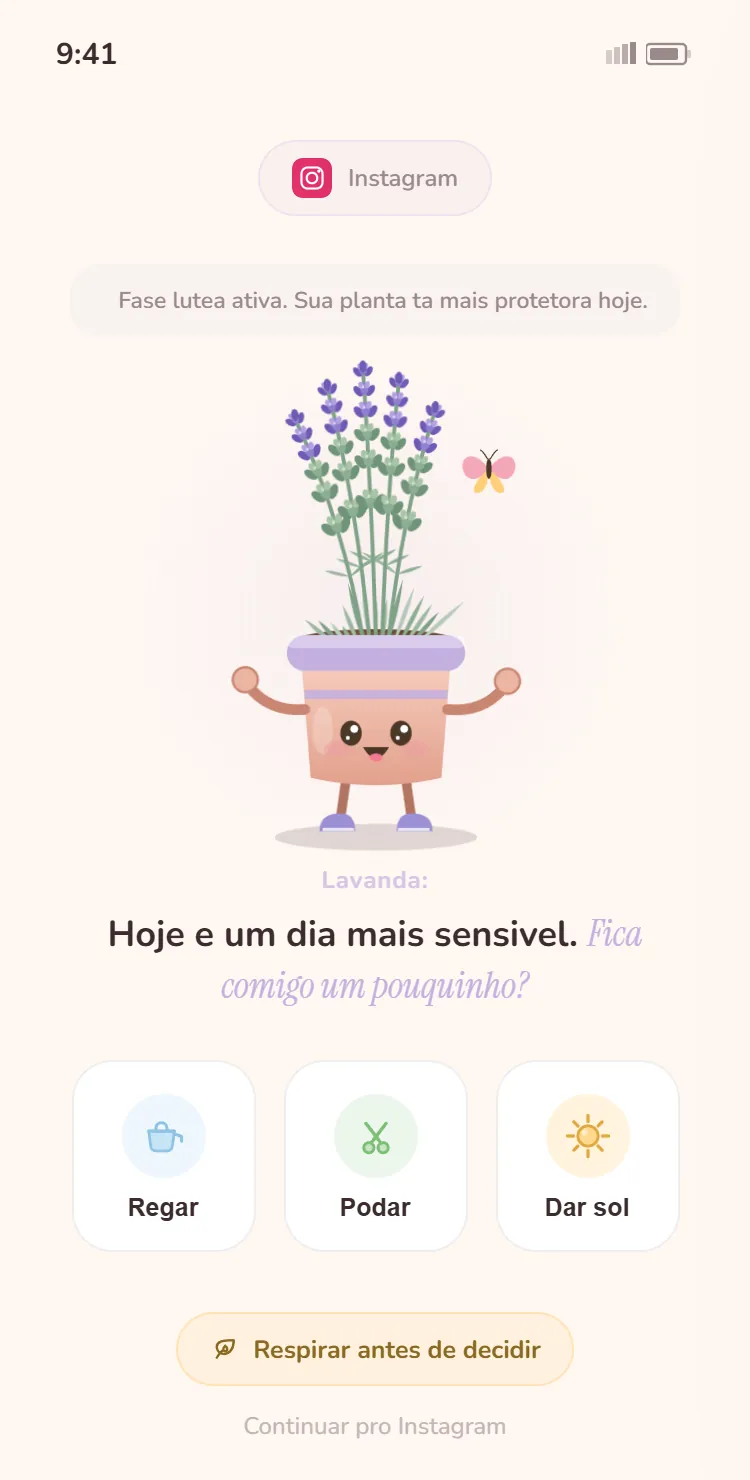 9:41
Instagram
Fase lutea ativa. Sua planta ta mais protetora hoje.
Lavanda:
Hoje e um dia mais sensivel. Fica
comigo um pouquinho?
Regar
Podar
Dar sol
Respirar antes de decidir
Continuar pro Instagram